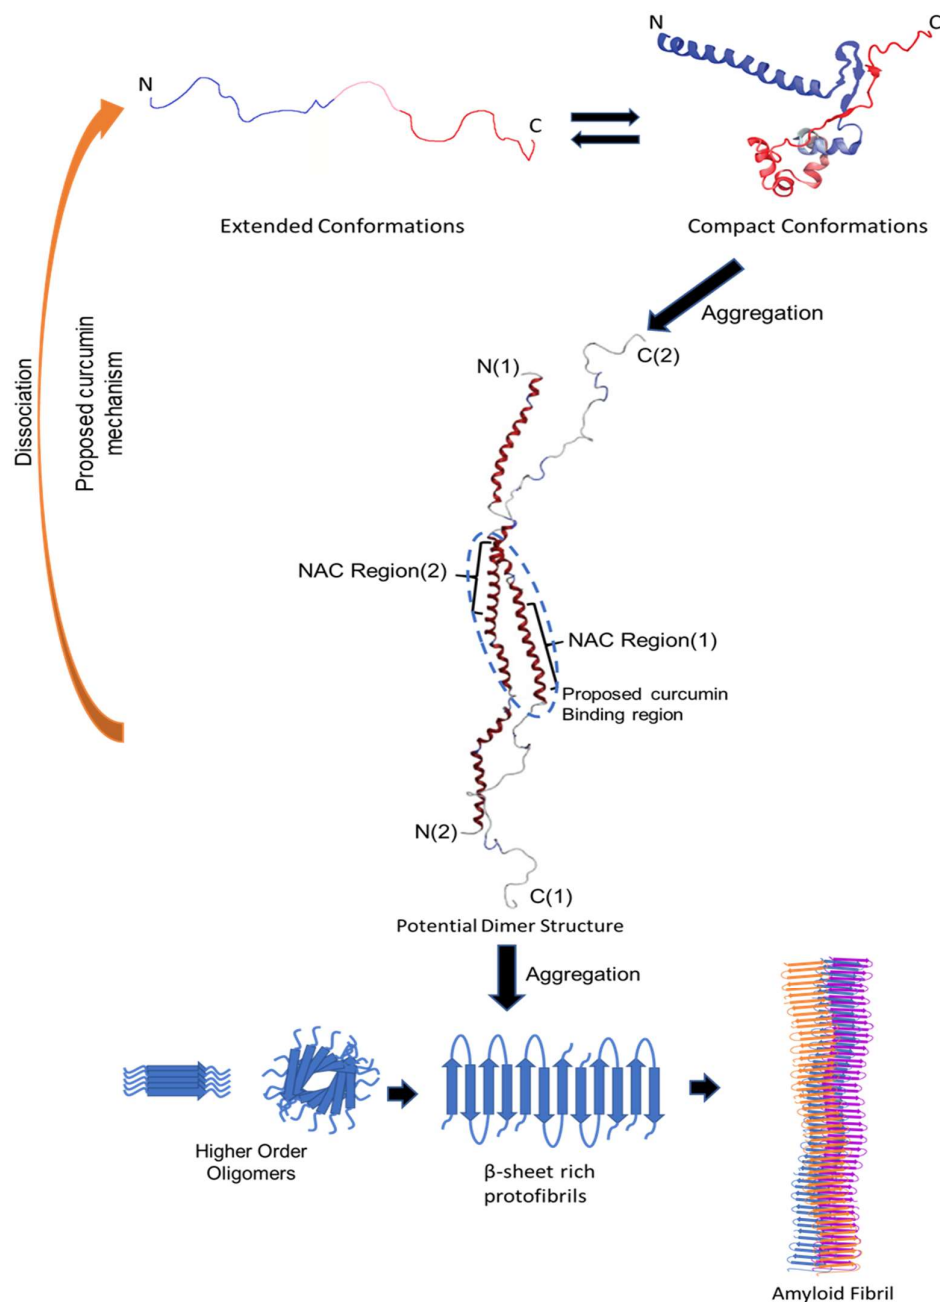 N
C
N
C
Extended Conformations
Compact Conformations
Aggregation
Dissociation
Proposed curcumin
mechanism
N(1)
C(2)
NAC Region(2)
NAC Region(1)
Proposed curcumin
Binding region
N(2)
C(1)
Potential Dimer Structure
Aggregation
Higher Order
Oligomers
β-sheet rich
protofibrils
Amyloid Fibril